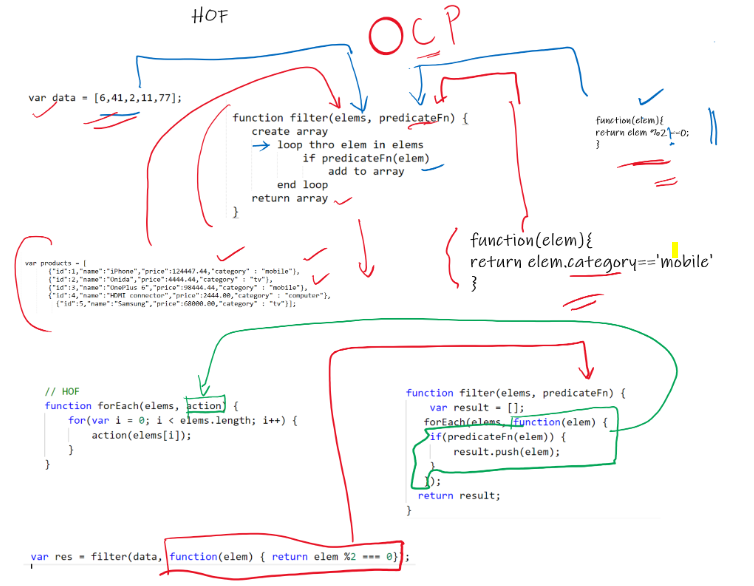 HOF
OCP
var data = [6,41,2,11,77];
function filter(elems, predicateFn) {
create array
loop thro elem in elems
if predicateFn(elem)
add to array
end loop
return array
}
function(elem){
return elem %2!==0;
}
function(elem){
return elem.category=='mobile'
}
var products = [
{"id":1,"name":"iPhone","price":124447.44,"category" : "mobile"},
{"id":2,"name":"Onida","price":4444.44,"category" : "tv"},
{"id":3,"name":"OnePlus 6","price":98444.44,"category" : "mobile"},
{"id":4,"name":"HDMI connector","price":2444.00,"category" : "computer"},
{"id":5,"name":"Samsung","price":68000.00,"category" : "tv"}];
// HOF
function forEach(elems, action) {
for(var i = 0; i < elems.length; i++) {
action(elems[i]);
}
}
function filter(elems, predicateFn) {
var result = [];
forEach(elems, function(elem) {
if(predicateFn(elem)) {
result.push(elem);
}
});
return result;
}
var res = filter(data, function(elem) { return elem %2 === 0});